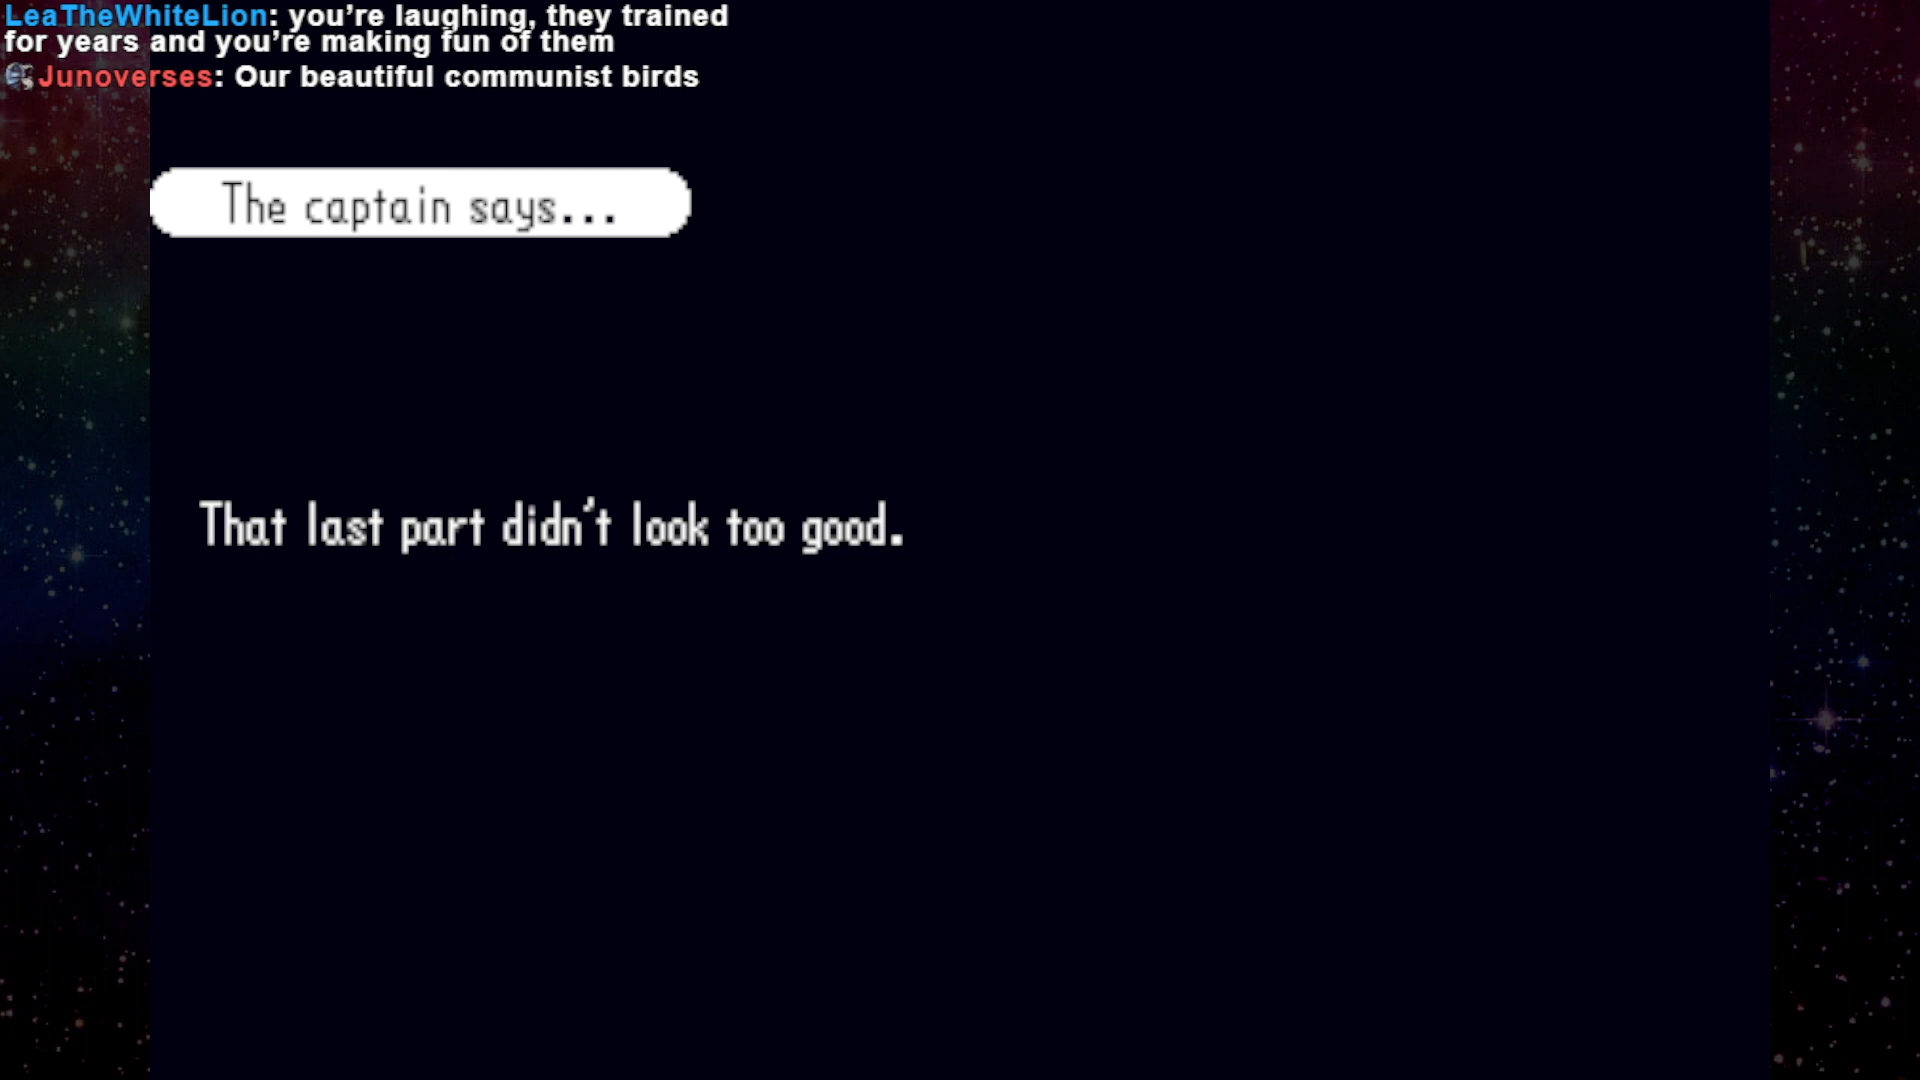 LeaTheWhiteLion: you're laughing, they trained
for years and you're making fun of them
Junoverses: Our beautiful communist birds
The captain says...
That last part didn't look too good.